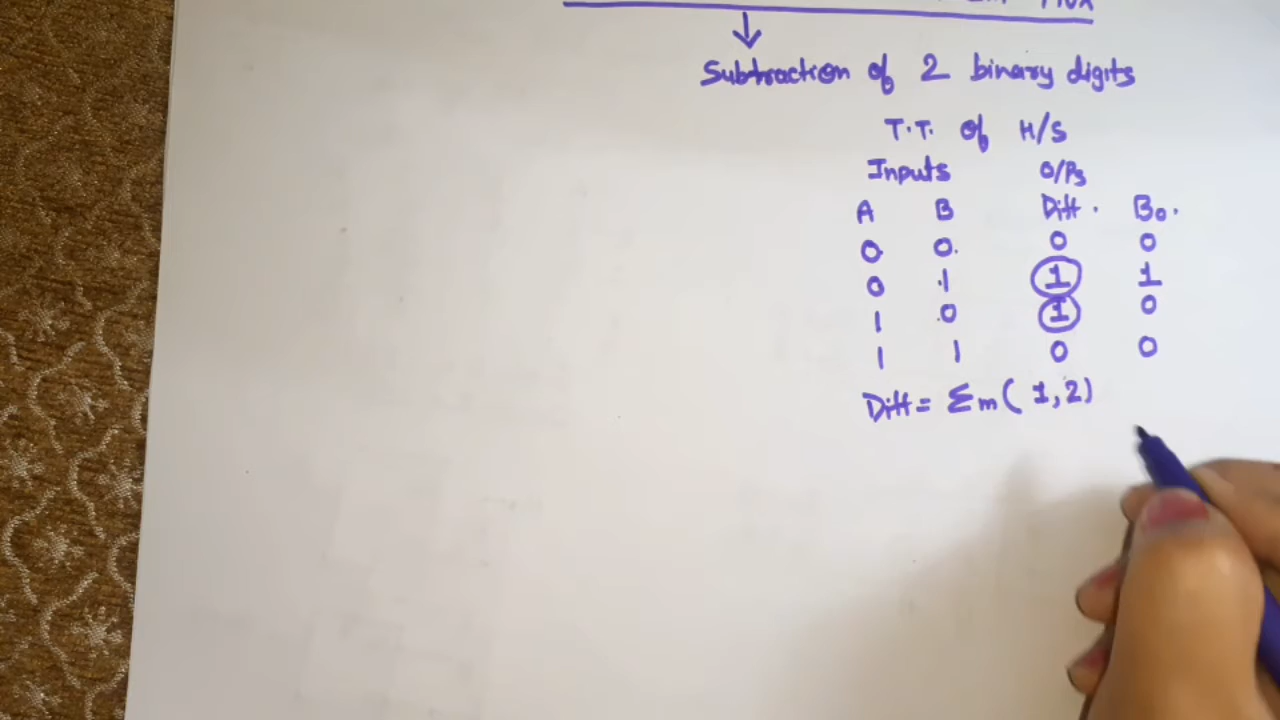 MUX
Subtraction of 2 binary digits
T.T. of H/S
Inputs O/Ps
A B Diff. Bo.
0 0 0 0
0 1 1 1
1 0 1 0
1 1 0 0
Diff = Σm( 1,2)